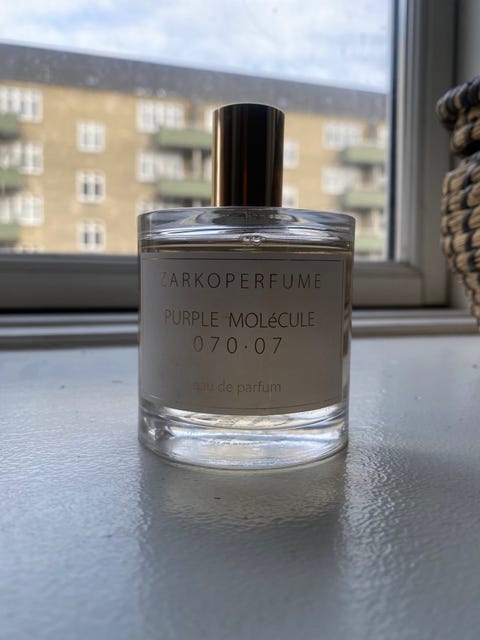 ZARKOPERFUME
PURPLE MOLéCULE
070·07
eau de parfum